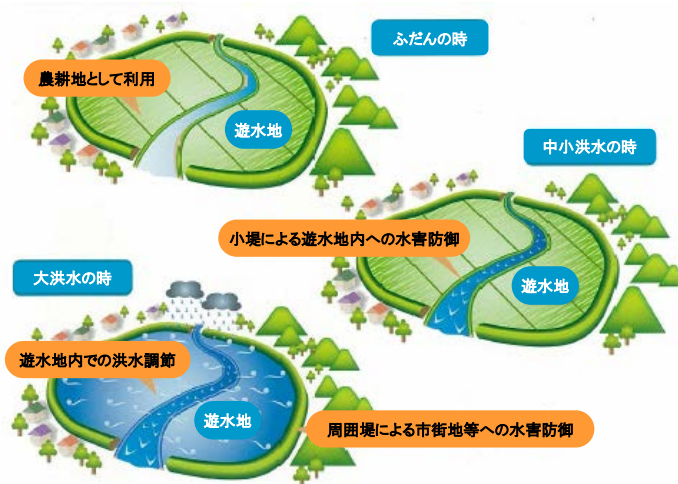 ふだんの時
農耕地として利用
遊水地
中小洪水の時
小堤による遊水地内への水害防御
遊水地
大洪水の時
遊水地内での洪水調節
遊水地
周囲堤による市街地等への水害防御